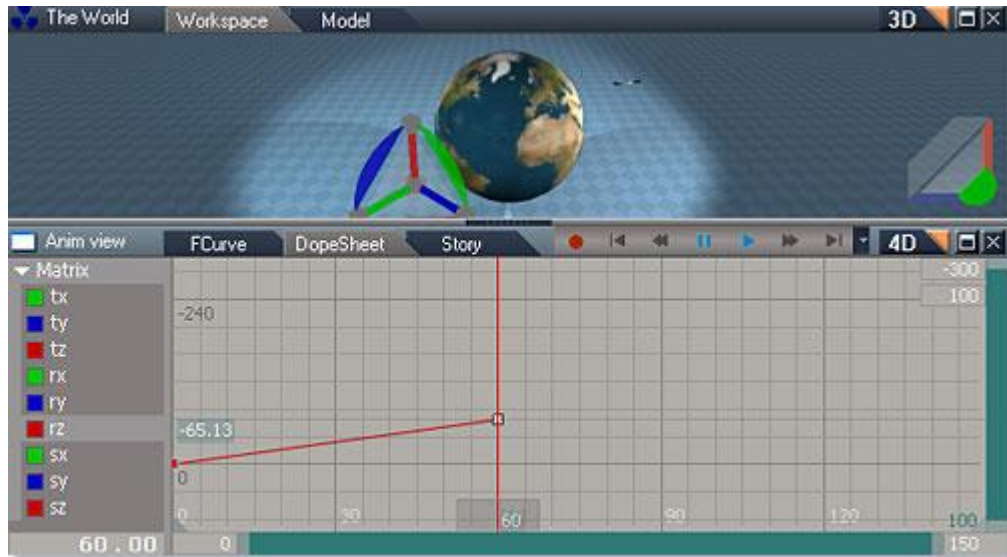 The World Workspace Model 3D
Anim view FCurve DopeSheet Story 4D
Matrix -300
tx 100
ty -240
tz
rx
ry
rz -65.13
sx
sy 0
sz 0 30 60 90 120 100
60.00 0 150